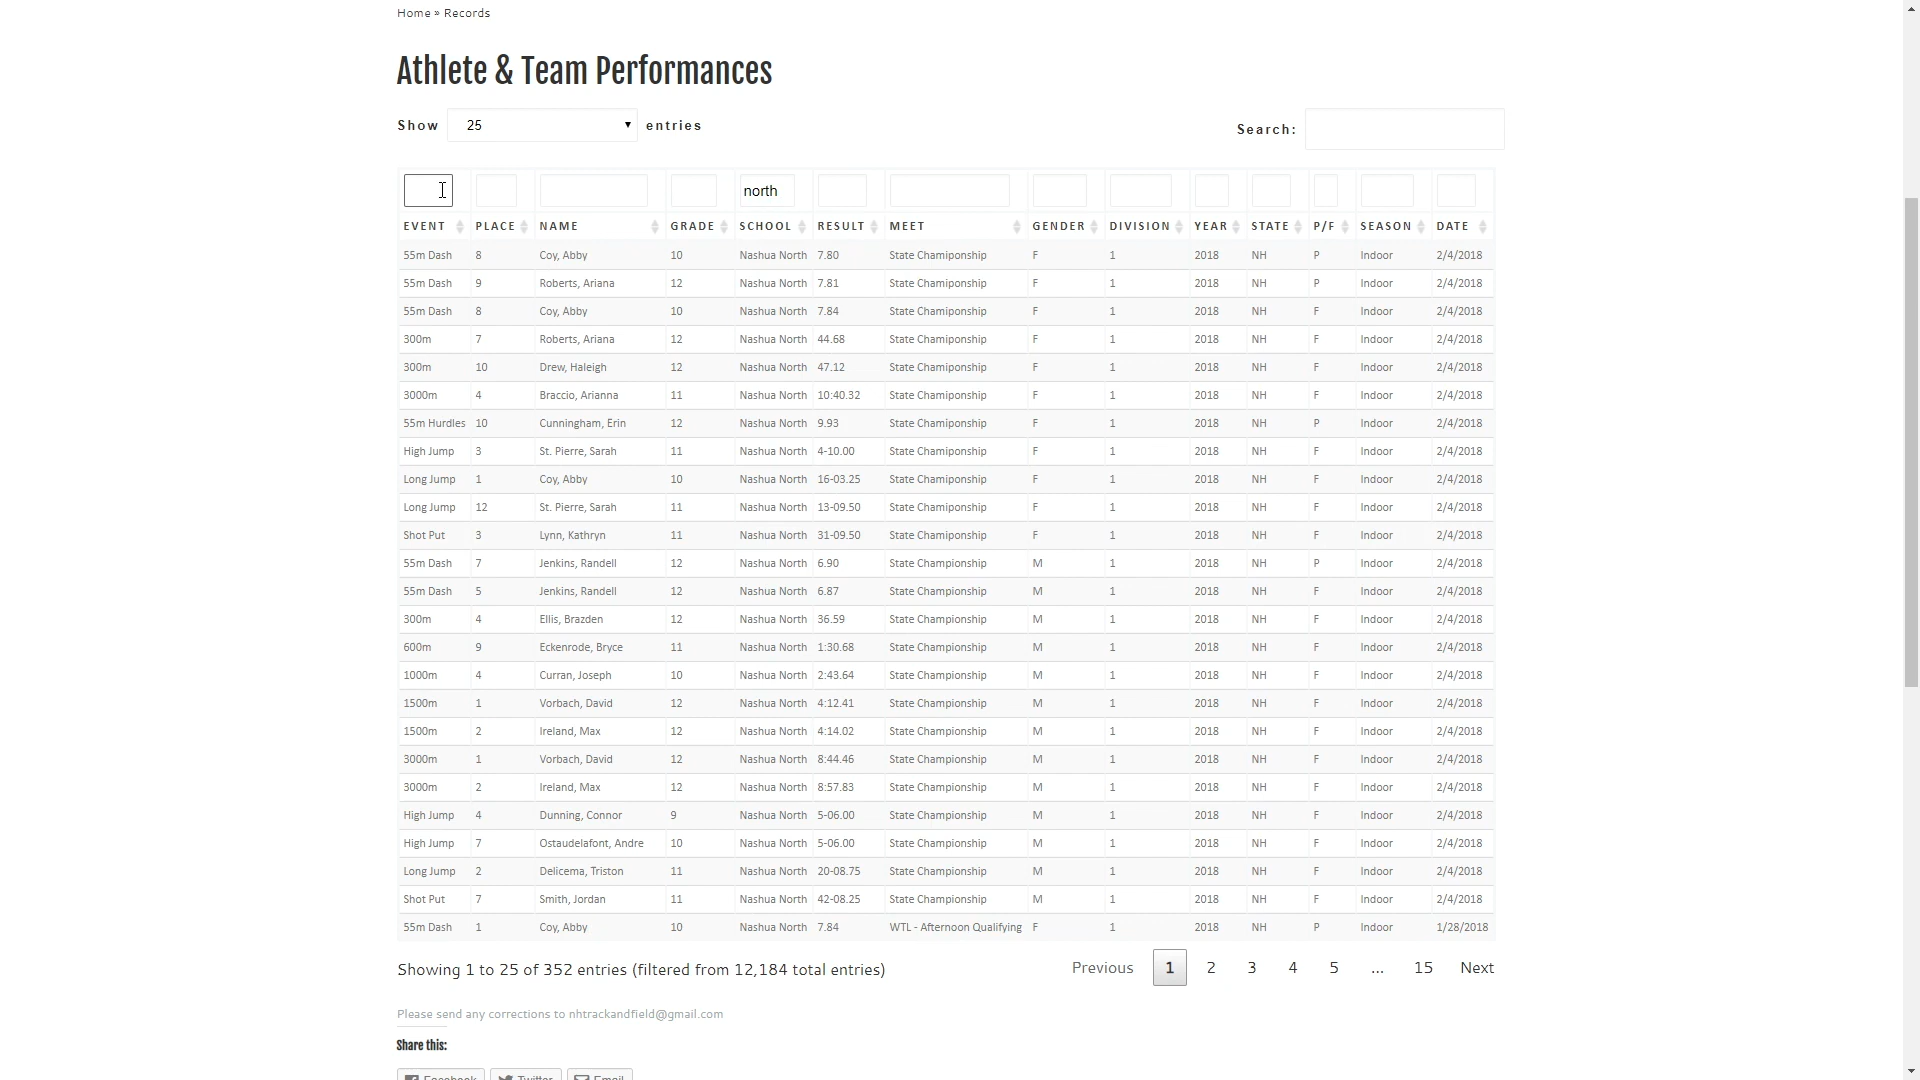 Home » Records
Athlete & Team Performances
Show 25 entries
Search:
north
EVENT PLACE NAME GRADE SCHOOL RESULT MEET GENDER DIVISION YEAR STATE P/F SEASON DATE
55m Dash 8 Coy, Abby 10 Nashua North 7.80 State Chamiponship F 1 2018 NH P Indoor 2/4/2018
55m Dash 9 Roberts, Ariana 12 Nashua North 7.81 State Chamiponship F 1 2018 NH P Indoor 2/4/2018
55m Dash 8 Coy, Abby 10 Nashua North 7.84 State Chamiponship F 1 2018 NH F Indoor 2/4/2018
300m 7 Roberts, Ariana 12 Nashua North 44.68 State Chamiponship F 1 2018 NH F Indoor 2/4/2018
300m 10 Drew, Haleigh 12 Nashua North 47.12 State Chamiponship F 1 2018 NH F Indoor 2/4/2018
3000m 4 Braccio, Arianna 11 Nashua North 10:40.32 State Chamiponship F 1 2018 NH F Indoor 2/4/2018
55m Hurdles 10 Cunningham, Erin 12 Nashua North 9.93 State Chamiponship F 1 2018 NH P Indoor 2/4/2018
High Jump 3 St. Pierre, Sarah 11 Nashua North 4-10.00 State Chamiponship F 1 2018 NH F Indoor 2/4/2018
Long Jump 1 Coy, Abby 10 Nashua North 16-03.25 State Chamiponship F 1 2018 NH F Indoor 2/4/2018
Long Jump 12 St. Pierre, Sarah 11 Nashua North 13-09.50 State Chamiponship F 1 2018 NH F Indoor 2/4/2018
Shot Put 3 Lynn, Kathryn 11 Nashua North 31-09.50 State Chamiponship F 1 2018 NH F Indoor 2/4/2018
55m Dash 7 Jenkins, Randell 12 Nashua North 6.90 State Championship M 1 2018 NH P Indoor 2/4/2018
55m Dash 5 Jenkins, Randell 12 Nashua North 6.87 State Championship M 1 2018 NH F Indoor 2/4/2018
300m 4 Ellis, Brazden 12 Nashua North 36.59 State Championship M 1 2018 NH F Indoor 2/4/2018
600m 9 Eckenrode, Bryce 11 Nashua North 1:30.68 State Championship M 1 2018 NH F Indoor 2/4/2018
1000m 4 Curran, Joseph 10 Nashua North 2:43.64 State Championship M 1 2018 NH F Indoor 2/4/2018
1500m 1 Vorbach, David 12 Nashua North 4:12.41 State Championship M 1 2018 NH F Indoor 2/4/2018
1500m 2 Ireland, Max 12 Nashua North 4:14.02 State Championship M 1 2018 NH F Indoor 2/4/2018
3000m 1 Vorbach, David 12 Nashua North 8:44.46 State Championship M 1 2018 NH F Indoor 2/4/2018
3000m 2 Ireland, Max 12 Nashua North 8:57.83 State Championship M 1 2018 NH F Indoor 2/4/2018
High Jump 4 Dunning, Connor 9 Nashua North 5-06.00 State Championship M 1 2018 NH F Indoor 2/4/2018
High Jump 7 Ostaudelafont, Andre 10 Nashua North 5-06.00 State Championship M 1 2018 NH F Indoor 2/4/2018
Long Jump 2 Delicema, Triston 11 Nashua North 20-08.75 State Championship M 1 2018 NH F Indoor 2/4/2018
Shot Put 7 Smith, Jordan 11 Nashua North 42-08.25 State Championship M 1 2018 NH F Indoor 2/4/2018
55m Dash 1 Coy, Abby 10 Nashua North 7.84 WTL - Afternoon Qualifying F 1 2018 NH P Indoor 1/28/2018
Showing 1 to 25 of 352 entries (filtered from 12,184 total entries)
Previous 1 2 3 4 5 … 15 Next
Please send any corrections to nhtrackandfield@gmail.com
Share this:
Facebook Twitter Email